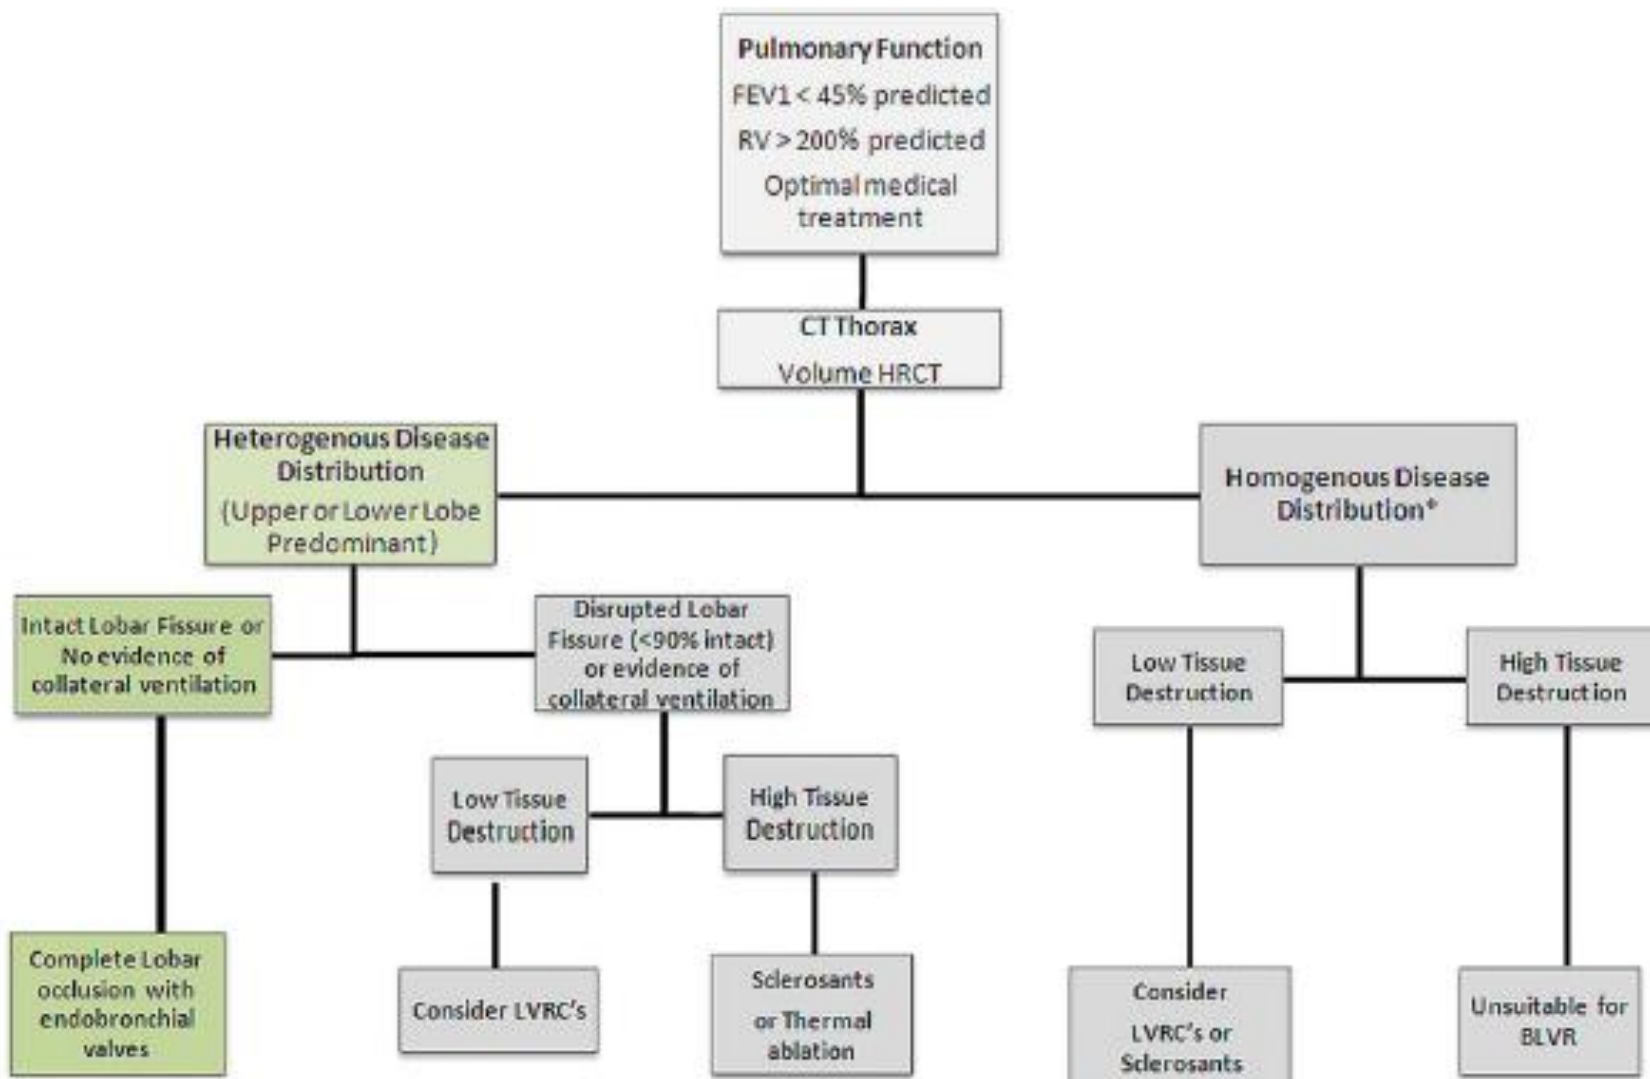 Pulmonary Function
FEV1 < 45% predicted
RV > 200% predicted
Optimal medical
treatment
CT Thorax
Volume HRCT
Heterogenous Disease
Distribution
(Upper or Lower Lobe
Predominant)
Homogenous Disease
Distribution*
Intact Lobar Fissure or
No evidence of
collateral ventilation
Disrupted Lobar
Fissure (<90% intact)
or evidence of
collateral ventilation
Low Tissue
Destruction
High Tissue
Destruction
Low Tissue
Destruction
High Tissue
Destruction
Complete Lobar
occlusion with
endobronchial
valves
Consider LVRC's
Sclerosants
or Thermal
ablation
Consider
LVRC's or
Sclerosants
Unsuitable for
BLVR